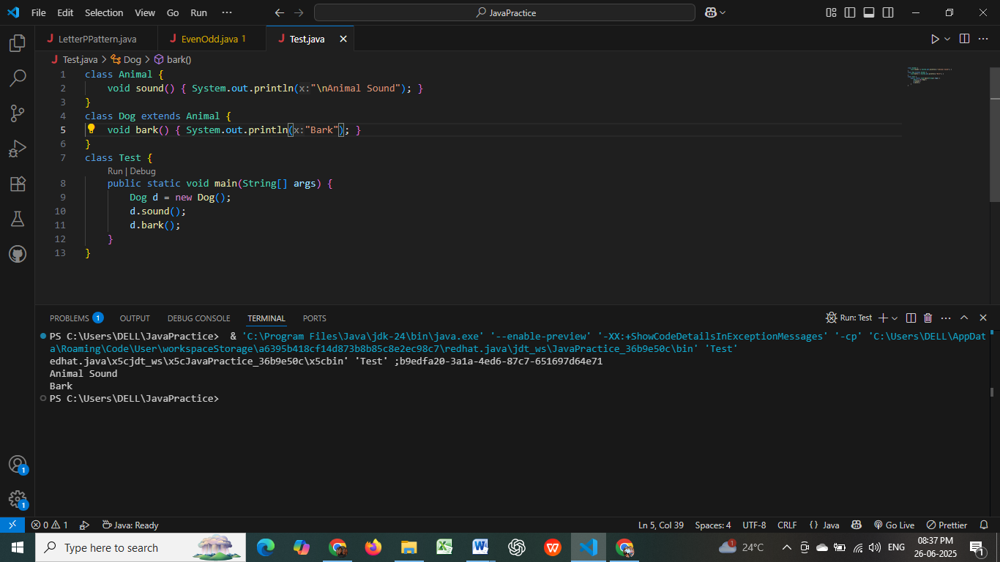 File Edit Selection View Go Run ··· JavaPractice
LetterPPattern.java EvenOdd.java 1 Test.java
Test.java > Dog > bark()
1 class Animal {
2 void sound() { System.out.println(x:"\nAnimal Sound"); }
3 }
4 class Dog extends Animal {
5 void bark() { System.out.println(x:"Bark"); }
6 }
7 class Test {
Run | Debug
8 public static void main(String[] args) {
9 Dog d = new Dog();
10 d.sound();
11 d.bark();
12 }
13 }
PROBLEMS 1 OUTPUT DEBUG CONSOLE TERMINAL PORTS Run: Test
PS C:\Users\DELL\JavaPractice> & 'C:\Program Files\Java\jdk-24\bin\java.exe' '--enable-preview' '-XX:+ShowCodeDetailsInExceptionMessages' '-cp' 'C:\Users\DELL\AppDat
a\Roaming\Code\User\workspaceStorage\a6395b418cf14d873b8b85c8e2ec98c7\redhat.java\jdt_ws\JavaPractice_36b9e50c\bin' 'Test'
edhat.java\x5cjdt_ws\x5cJavaPractice_36b9e50c\x5cbin' 'Test' ;b9edfa20-3a1a-4ed6-87c7-651697d64e71
Animal Sound
Bark
PS C:\Users\DELL\JavaPractice>
1
1
0 1 Java: Ready Ln 5, Col 39 Spaces: 4 UTF-8 CRLF {} Java Go Live Prettier
Type here to search 24°C ENG 08:37 PM
26-06-2025 1